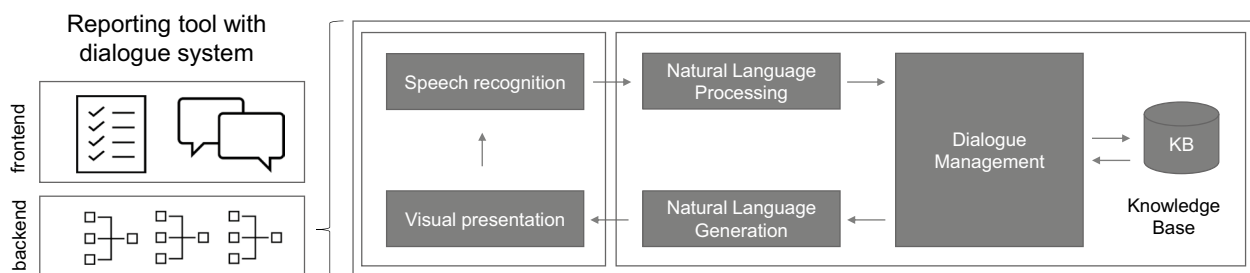 Reporting tool with
dialogue system
frontend
backend
Speech recognition
Natural Language
Processing
Dialogue
Management
KB
Knowledge
Base
Visual presentation
Natural Language
Generation